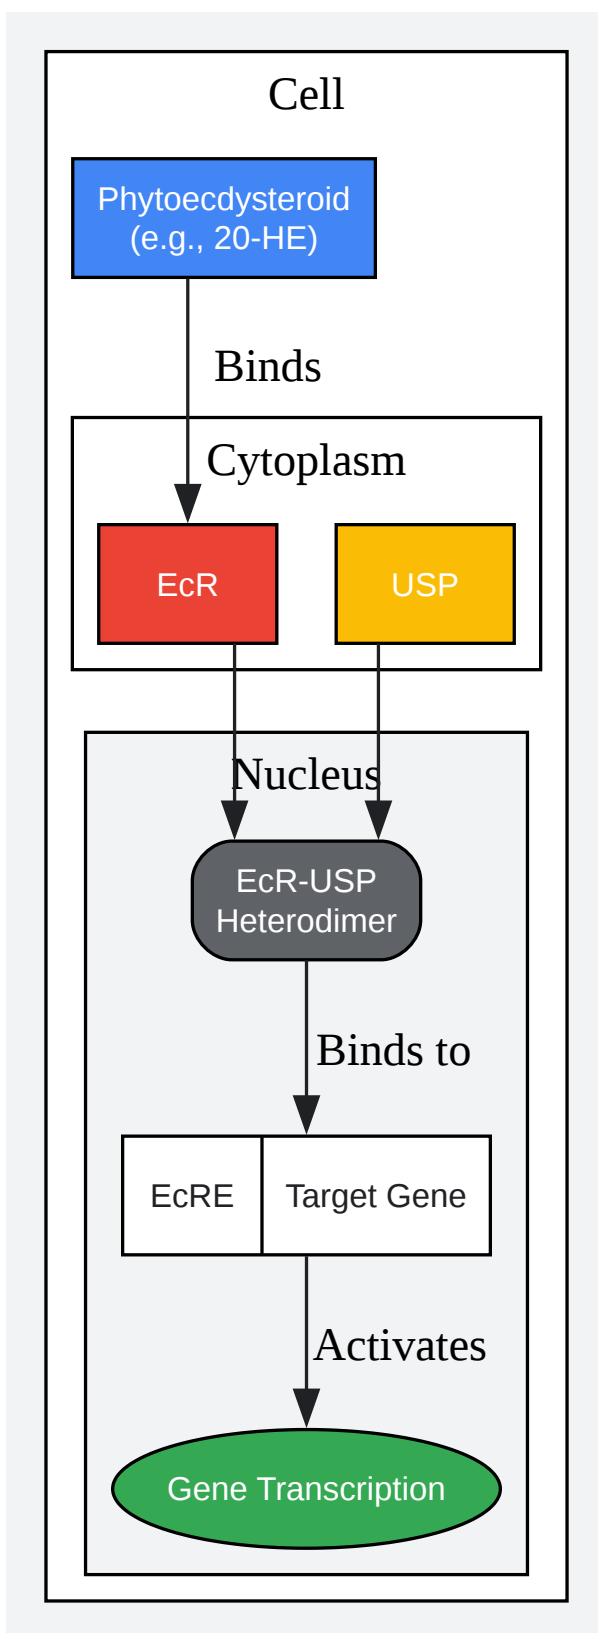 Cell
Phytoecdysteroid
(e.g., 20-HE)
Binds
Cytoplasm
EcR
USP
Nucleus
EcR-USP
Heterodimer
Binds to
EcRE
Target Gene
Activates
Gene Transcription